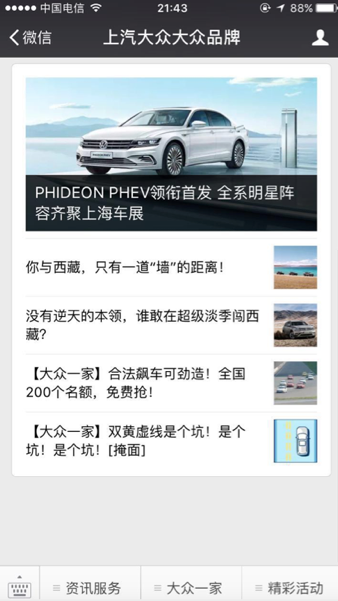 中国电信
21:43
88%
微信
上汽大众大众品牌
PHIDEON PHEV领衔首发 全系明星阵
容齐聚上海车展
你与西藏，只有一道“墙”的距离！
没有逆天的本领，谁敢在超级淡季闯西
藏？
【大众一家】合法飙车可劲造！全国
200个名额，免费抢！
【大众一家】双黄虚线是个坑！是个
坑！是个坑！[掩面]
资讯服务
大众一家
精彩活动